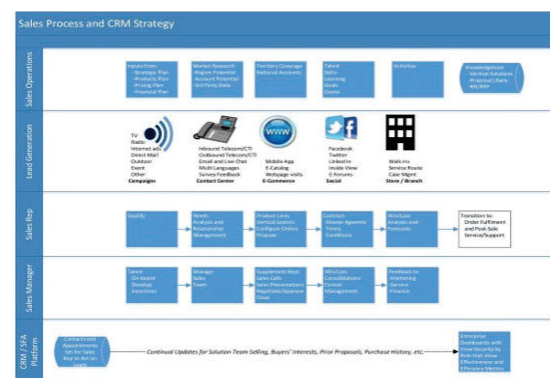 Sales Process and CRM Strategy
Sales Operations
Inputs From:
-Strategic Plan
-Products Plan
-Pricing Plan
-Financial Plan
Market Research
-Region Potential
-Account Potential
-3rd Party Data
Territory Coverage
National Accounts
Talent
Skills
Learning
Goals
Quota
Activities
Knowledgebase
-Vertical Solutions
-Proposal Library
-RFI/RFP
Lead Generation
TV
Radio
Internet ads
Direct Mail
Outdoor
Event
Other
Campaigns
Inbound Telecom/CTI
Outbound Telecom/CTI
Email and Live Chat
Multi Languages
Survey Feedback
Contact Center
WWW
Mobile App
E-Catalog
Webpage visits
E-Commerce
Facebook
Twitter
LinkedIn
Inside View
E-Forums
Social
Walk ins
Service Route
Case Mgmt
Store / Branch
Sales Rep
Qualify
Needs
Analysis and
Relationship
Management
Product Lines
Vertical Sectors
Configure Orders
Propose
Contract
Master Agreemts
Terms
Conditions
Win/Loss
Analysis and
Forecasts
Transition to
Order Fulfilment
and Post-Sale
Service/Support
Sales Manager
Talent
- On-board
Develop
Incentives
Manage
Sales
Team
Supplement Reps
Sales Calls
Sales Presentations
Negotiate/Approve
Close
Win/Loss
Consolidations
Funnel
Management
Feedback to
-Marketing
-Service
-Finance
CRM / SFA
Platform
Contacts and
Appointments
Set for Sales
Rep to Act on
Leads
Continual Updates for Solution Team Selling, Buyers' Interests, Prior Proposals, Purchase History, etc.
Enterprise
Dashboards with
View Security by
Role that show
Effectiveness and
Efficiency Metrics